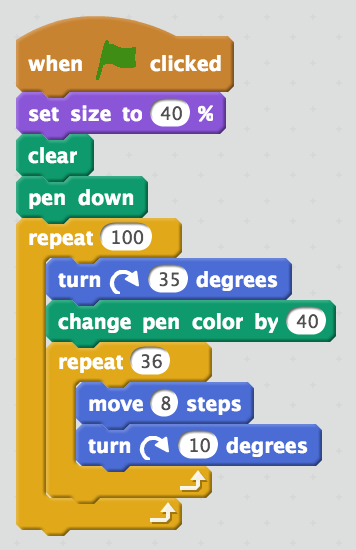 when clicked
set size to 40 %
clear
pen down
repeat 100
turn 35 degrees
change pen color by 40
repeat 36
move 8 steps
turn 10 degrees